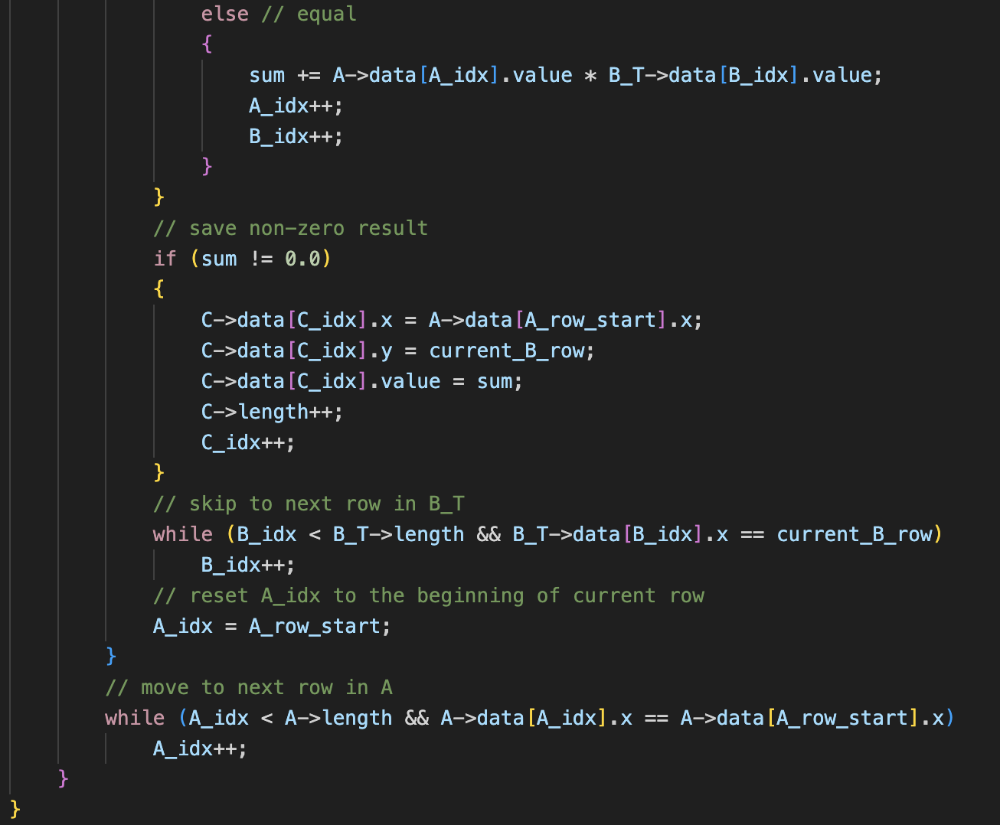 else // equal
{
sum += A->data[A_idx].value * B_T->data[B_idx].value;
A_idx++;
B_idx++;
}
}
// save non-zero result
if (sum != 0.0)
{
C->data[C_idx].x = A->data[A_row_start].x;
C->data[C_idx].y = current_B_row;
C->data[C_idx].value = sum;
C->length++;
C_idx++;
}
// skip to next row in B_T
while (B_idx < B_T->length && B_T->data[B_idx].x == current_B_row)
B_idx++;
// reset A_idx to the beginning of current row
A_idx = A_row_start;
}
// move to next row in A
while (A_idx < A->length && A->data[A_idx].x == A->data[A_row_start].x)
A_idx++;
}
}